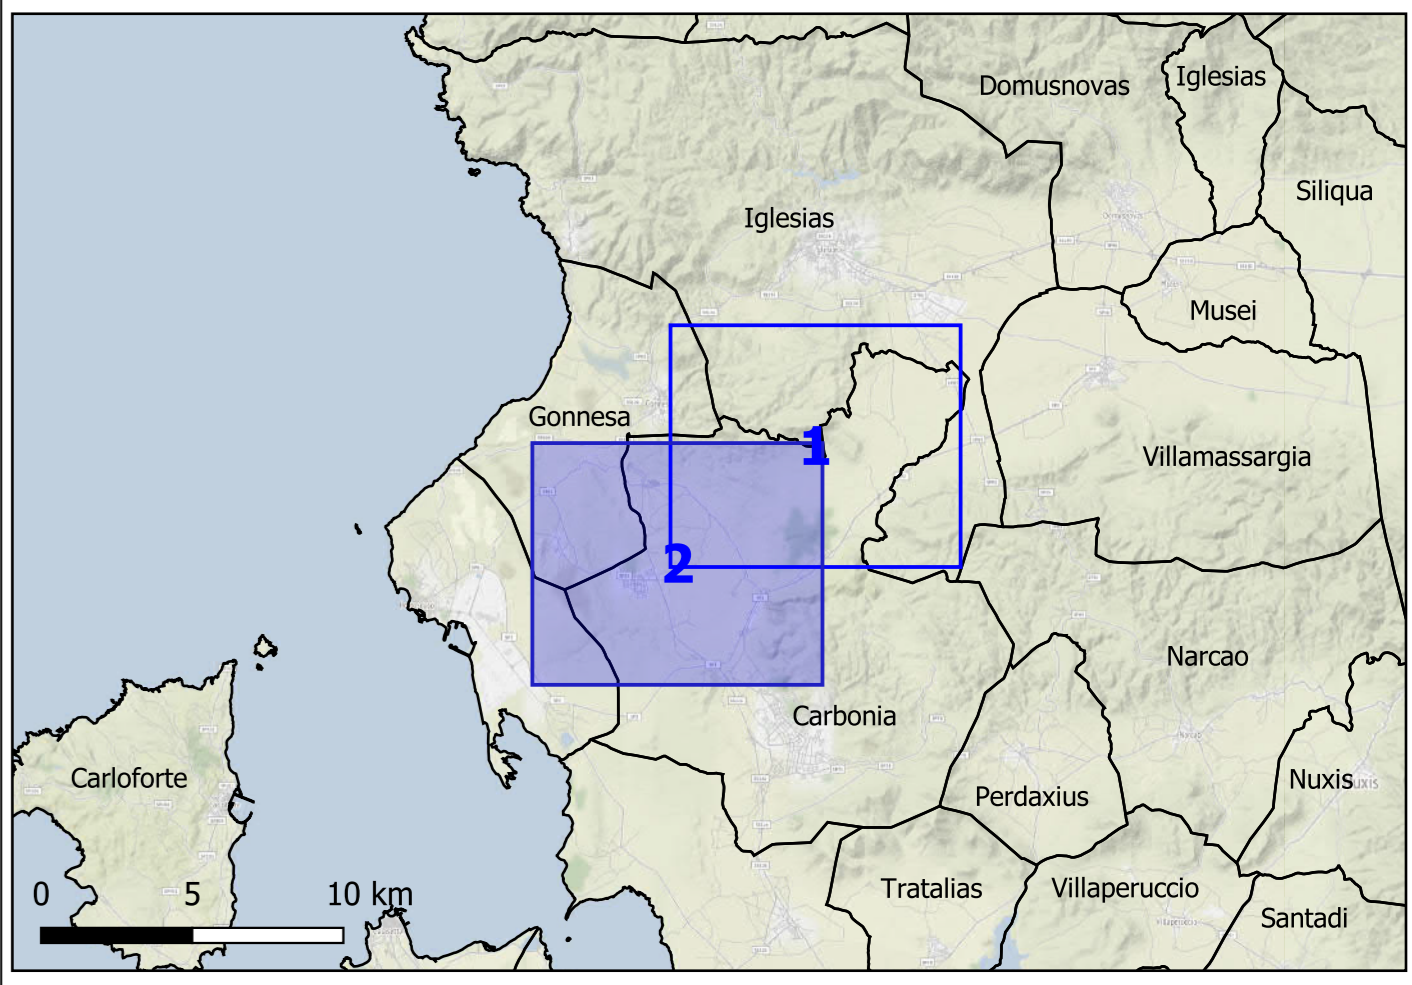 Domusnovas
Iglesias
Siliqua
Iglesias
Musei
Gonnesa
1
Villamassargia
2
Narcao
Carbonia
Carloforte
Perdaxius
Nuxis
0 5 10 km
Tratalias
Villaperuccio
Santadi